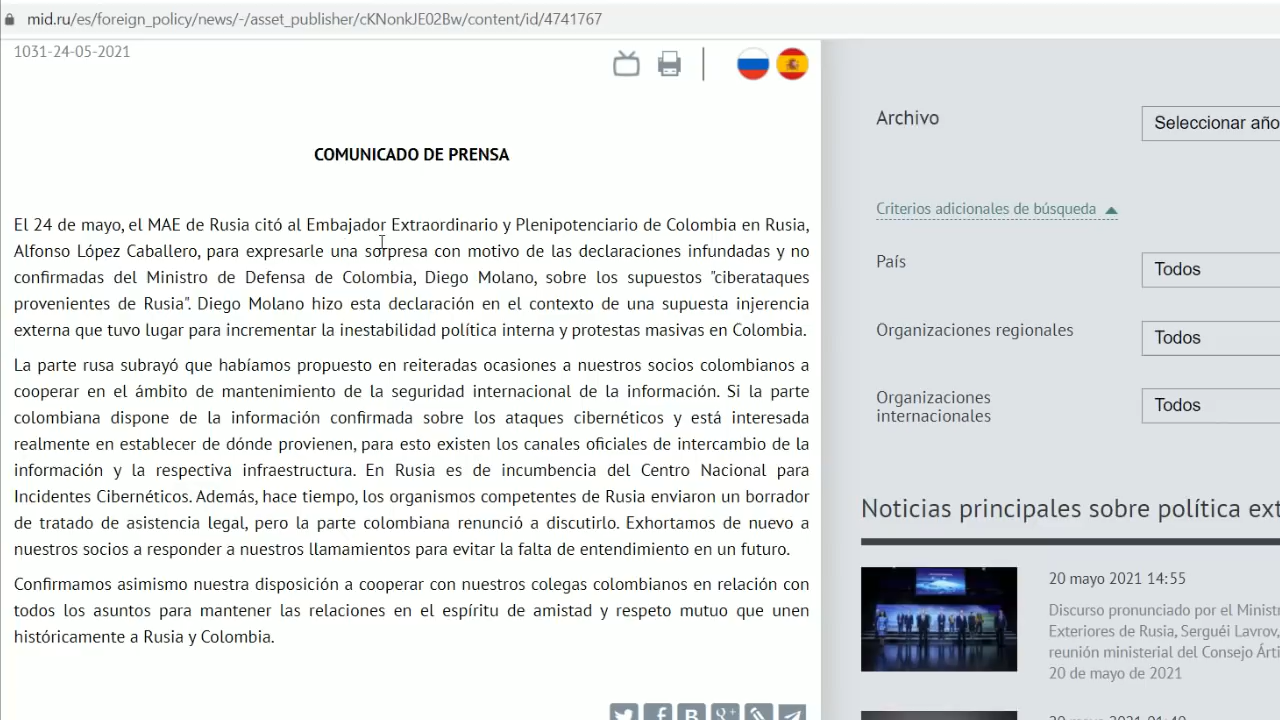 mid.ru/es/foreign_policy/news/-/asset_publisher/cKNonkJE02Bw/content/id/4741767
1031-24-05-2021
COMUNICADO DE PRENSA
El 24 de mayo, el MAE de Rusia citó al Embajador Extraordinario y Plenipotenciario de Colombia en Rusia,
Alfonso López Caballero, para expresarle una sorpresa con motivo de las declaraciones infundadas y no
confirmadas del Ministro de Defensa de Colombia, Diego Molano, sobre los supuestos "ciberataques
provenientes de Rusia". Diego Molano hizo esta declaración en el contexto de una supuesta injerencia
externa que tuvo lugar para incrementar la inestabilidad política interna y protestas masivas en Colombia.
La parte rusa subrayó que habíamos propuesto en reiteradas ocasiones a nuestros socios colombianos a
cooperar en el ámbito de mantenimiento de la seguridad internacional de la información. Si la parte
colombiana dispone de la información confirmada sobre los ataques cibernéticos y está interesada
realmente en establecer de dónde provienen, para esto existen los canales oficiales de intercambio de la
información y la respectiva infraestructura. En Rusia es de incumbencia del Centro Nacional para
Incidentes Cibernéticos. Además, hace tiempo, los organismos competentes de Rusia enviaron un borrador
de tratado de asistencia legal, pero la parte colombiana renunció a discutirlo. Exhortamos de nuevo a
nuestros socios a responder a nuestros llamamientos para evitar la falta de entendimiento en un futuro.
Confirmamos asimismo nuestra disposición a cooperar con nuestros colegas colombianos en relación con
todos los asuntos para mantener las relaciones en el espíritu de amistad y respeto mutuo que unen
históricamente a Rusia y Colombia.
Archivo
Seleccionar año
Criterios adicionales de búsqueda
País
Todos
Organizaciones regionales
Todos
Organizaciones
internacionales
Todos
Noticias principales sobre política ext
20 mayo 2021 14:55
Discurso pronunciado por el Minist
Exteriores de Rusia, Serguéi Lavrov,
reunión ministerial del Consejo Árti
20 de mayo de 2021